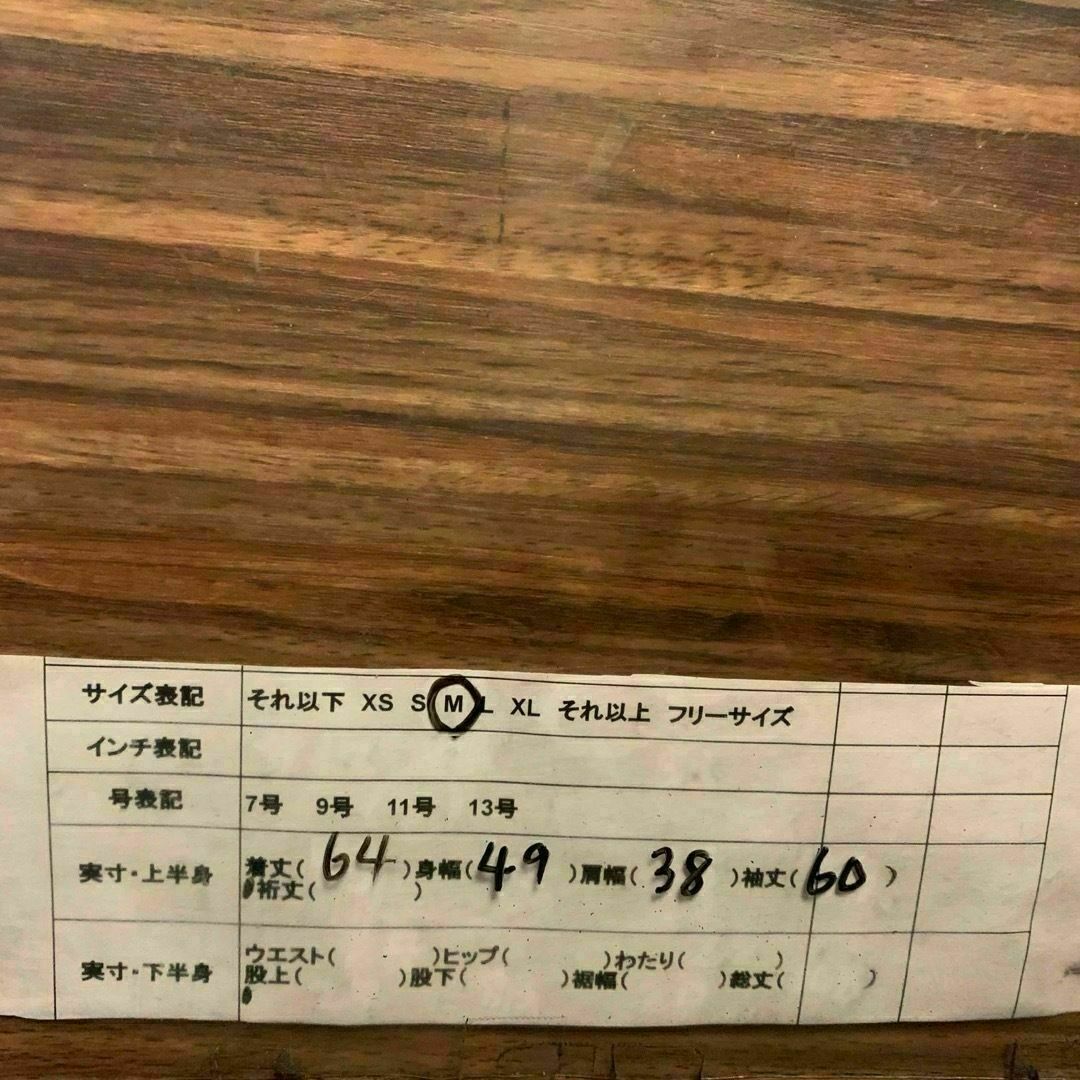 サイズ表記 それ以下 XS S M L XL それ以上 フリーサイズ
インチ表記
号表記 7号 9号 11号 13号
実寸・上半身 着丈( 64 )身幅( 49 )肩幅( 38 )袖丈( 60 )
裄丈( )
実寸・下半身 ウエスト( )ヒップ( )わたり( )
股上( )股下( )裾幅( )総丈( )